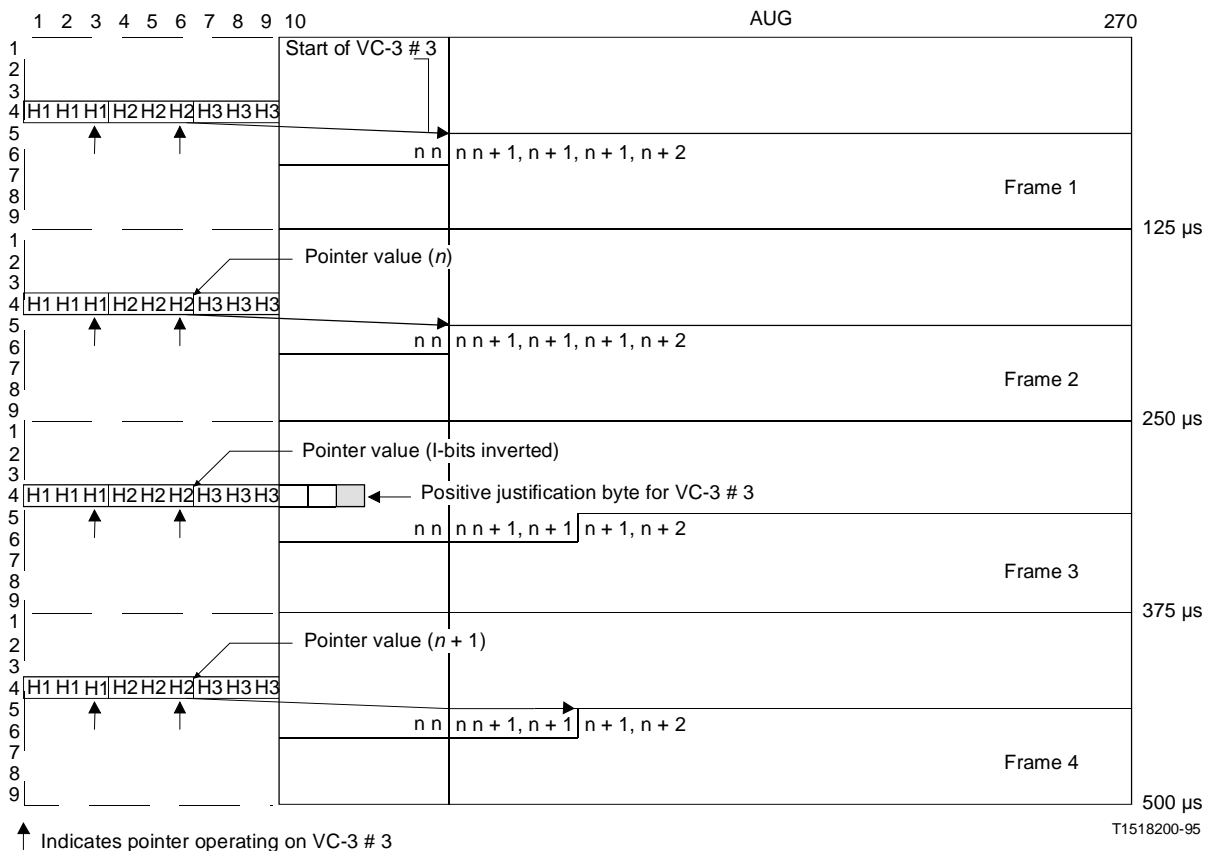 1 2 3 4 5 6 7 8 9 10 AUG 270
1
2
3
4
5
6
7
8
9
Start of VC-3 # 3
H1 H1 H1 H2 H2 H2 H3 H3 H3
n n n n + 1, n + 1, n + 1, n + 2
Frame 1
125 µs
1
2
3
4
5
6
7
8
9
Pointer value (n)
H1 H1 H1 H2 H2 H2 H3 H3 H3
n n n n + 1, n + 1, n + 1, n + 2
Frame 2
250 µs
1
2
3
4
5
6
7
8
9
Pointer value (I-bits inverted)
H1 H1 H1 H2 H2 H2 H3 H3 H3
Positive justification byte for VC-3 # 3
n n n n + 1, n + 1 n + 1, n + 2
Frame 3
375 µs
1
2
3
4
5
6
7
8
9
Pointer value (n + 1)
H1 H1 H1 H2 H2 H2 H3 H3 H3
n n n n + 1, n + 1 n + 1, n + 2
Frame 4
500 µs
T1518200-95
Indicates pointer operating on VC-3 # 3